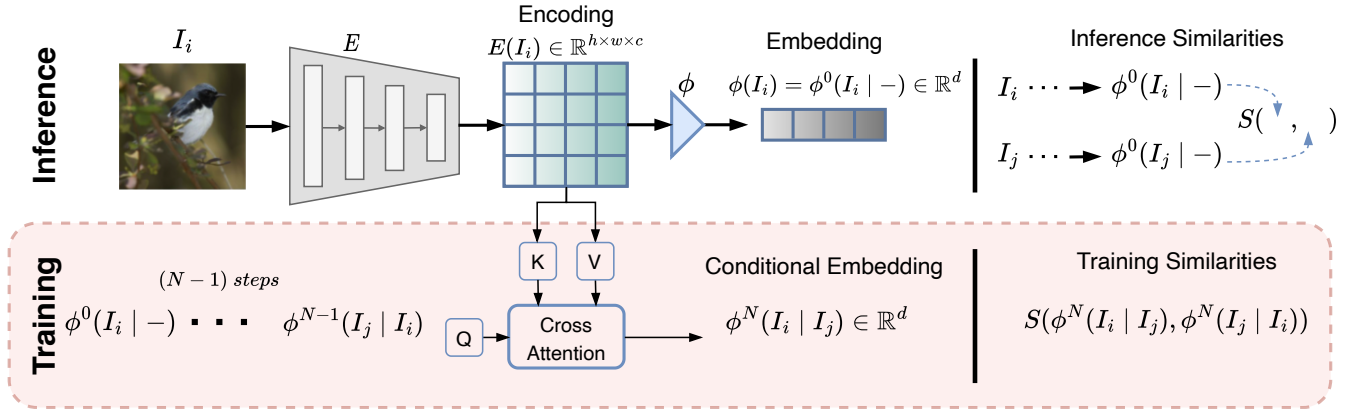 Inference
I_i
E
Encoding
E(I_i) ∈ ℝ^{h×w×c}
ϕ
Embedding
ϕ(I_i) = ϕ^0(I_i | −) ∈ ℝ^d
Inference Similarities
I_i ··· ϕ^0(I_i | −)
S( , )
I_j ··· ϕ^0(I_j | −)
Training
(N − 1) steps
ϕ^0(I_i | −) ··· ϕ^{N−1}(I_j | I_i)
K V
Q
Cross
Attention
Conditional Embedding
ϕ^N(I_i | I_j) ∈ ℝ^d
Training Similarities
S(ϕ^N(I_i | I_j), ϕ^N(I_j | I_i))